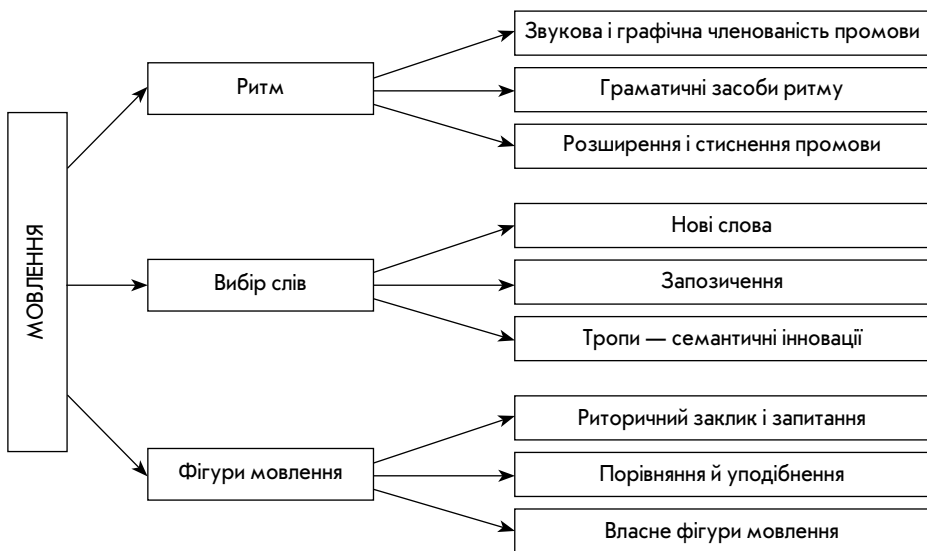 МОВЛЕННЯ
Ритм
Звукова і графічна членованість промови
Граматичні засоби ритму
Розширення і стиснення промови
Вибір слів
Нові слова
Запозичення
Тропи — семантичні інновації
Фігури мовлення
Риторичний заклик і запитання
Порівняння й уподібнення
Власне фігури мовлення